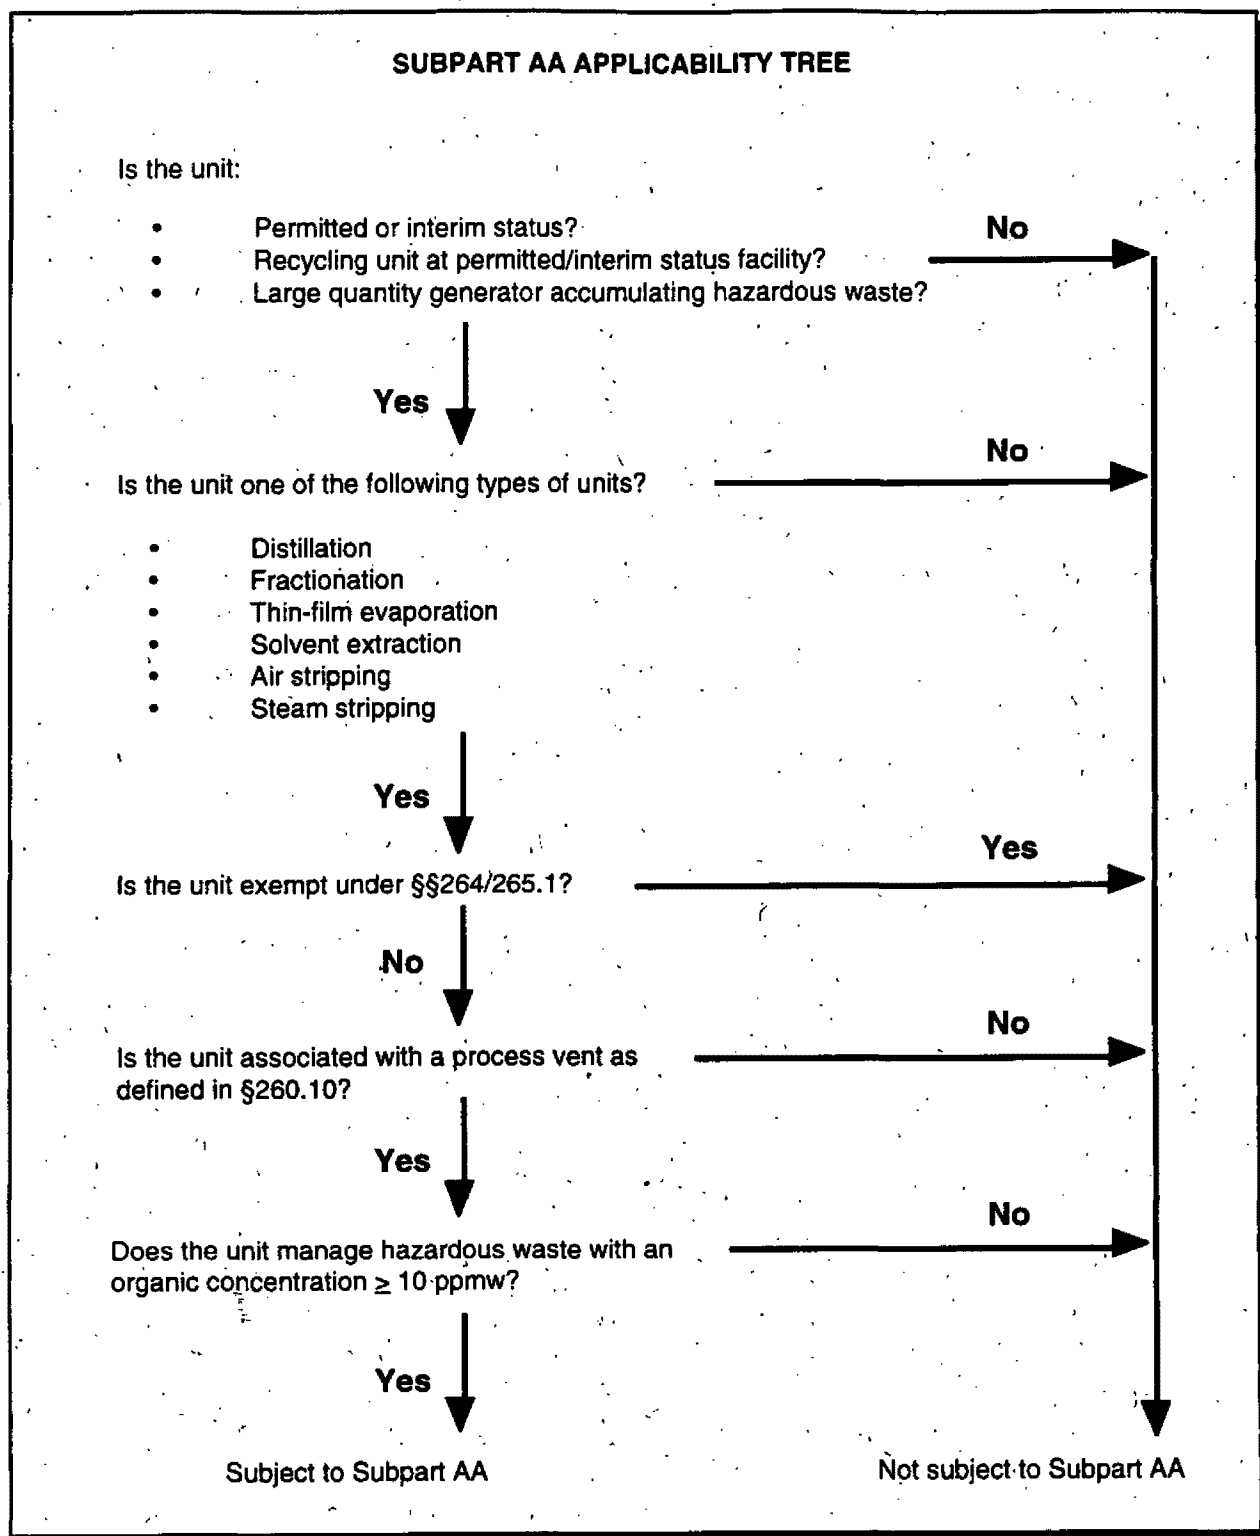 SUBPART AA APPLICABILITY TREE
Is the unit:
• Permitted or interim status?
No
• Recycling unit at permitted/interim status facility?
• Large quantity generator accumulating hazardous waste?
Yes
No
Is the unit one of the following types of units?
• Distillation
• Fractionation
• Thin-film evaporation
• Solvent extraction
• Air stripping
• Steam stripping
Yes
Yes
Is the unit exempt under §§264/265.1?
No
No
Is the unit associated with a process vent as
defined in §260.10?
Yes
No
Does the unit manage hazardous waste with an
organic concentration ≥ 10 ppmw?
Yes
Subject to Subpart AA
Not subject to Subpart AA